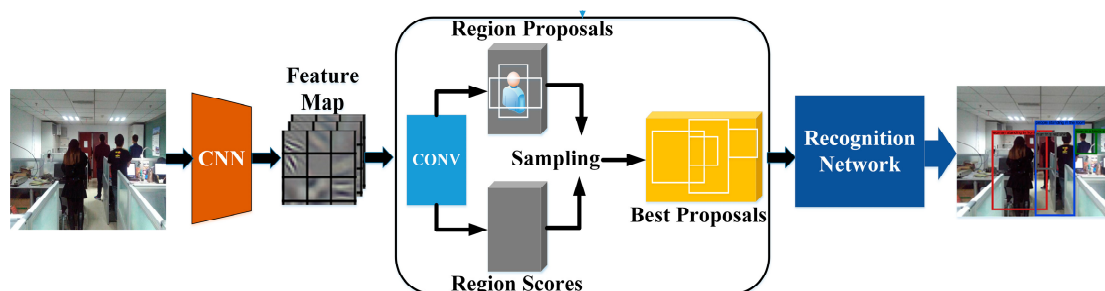 Region Proposals
Feature
Map
CNN
CONV
Sampling
Recognition
Network
Best Proposals
Region Scores